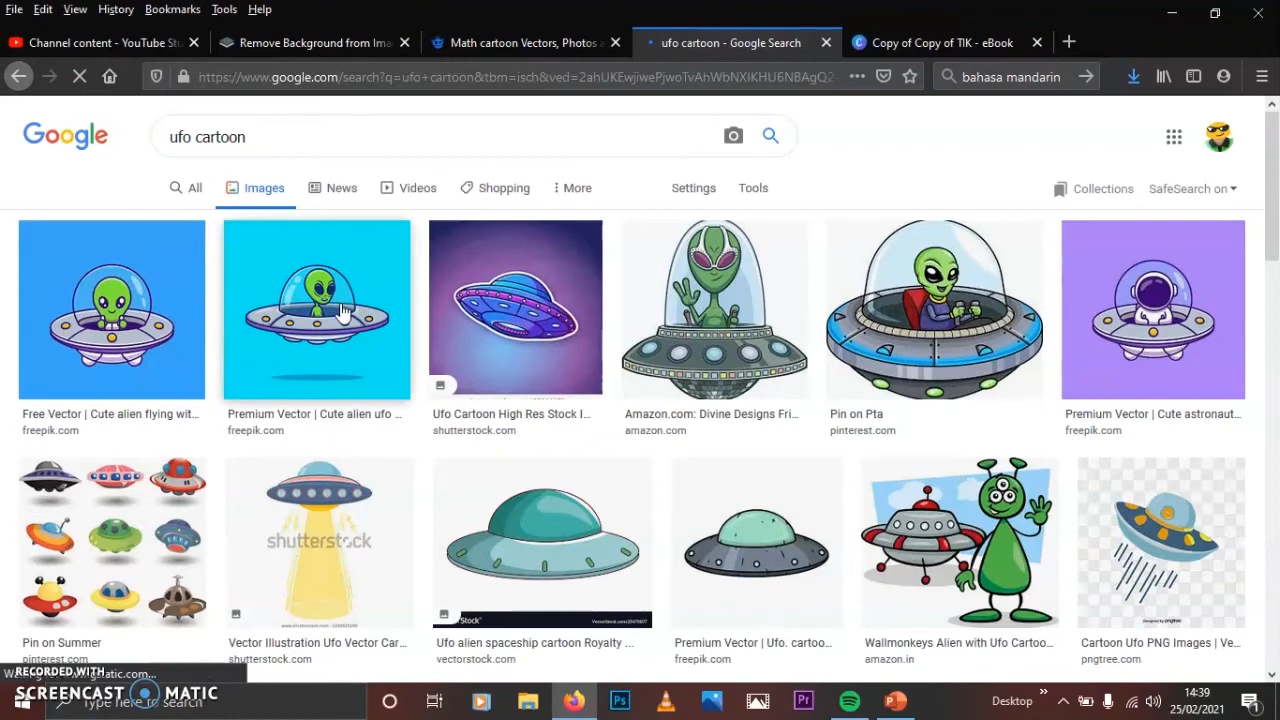 File Edit View History Bookmarks Tools Help
Channel content - YouTube Stu
Remove Background from Ima
Math cartoon Vectors, Photos a
ufo cartoon - Google Search
Copy of Copy of TIK - eBook
https://www.google.com/search?q=ufo+cartoon&tbm=isch&ved=2ahUKEwjiwePjwoTvAhWbNXIKHU6NBAgQ2-
bahasa mandarin
Google
ufo cartoon
All Images News Videos Shopping More Settings Tools
Collections SafeSearch on
Free Vector | Cute alien flying wit...
freepik.com
Premium Vector | Cute alien ufo ...
freepik.com
Ufo Cartoon High Res Stock I...
shutterstock.com
Amazon.com: Divine Designs Fri...
amazon.com
Pin on Pta
pinterest.com
Premium Vector | Cute astronaut...
freepik.com
shutterstock
Pin on Summer
pinterest.com
Vector Illustration Ufo Vector Car...
shutterstock.com
Ufo alien spaceship cartoon Royalty ...
vectorstock.com
Premium Vector | Ufo. cartoo...
freepik.com
Wallmonkeys Alien with Ufo Cartoo...
amazon.in
Cartoon Ufo PNG Images | Ve...
pngtree.com
RECORDED WITH
SCREENCAST MATIC
Type here to search
Ps
Pr
Desktop
14:39
25/02/2021